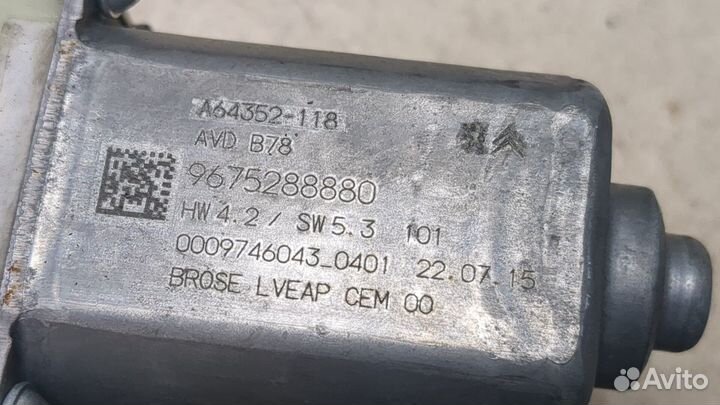 A64352-118
AVD B78
9675288880
HW 4.2 / SW 5.3 101
0009746043_0401 22.07.15
BROSE LVEAP CEM 00
Avito